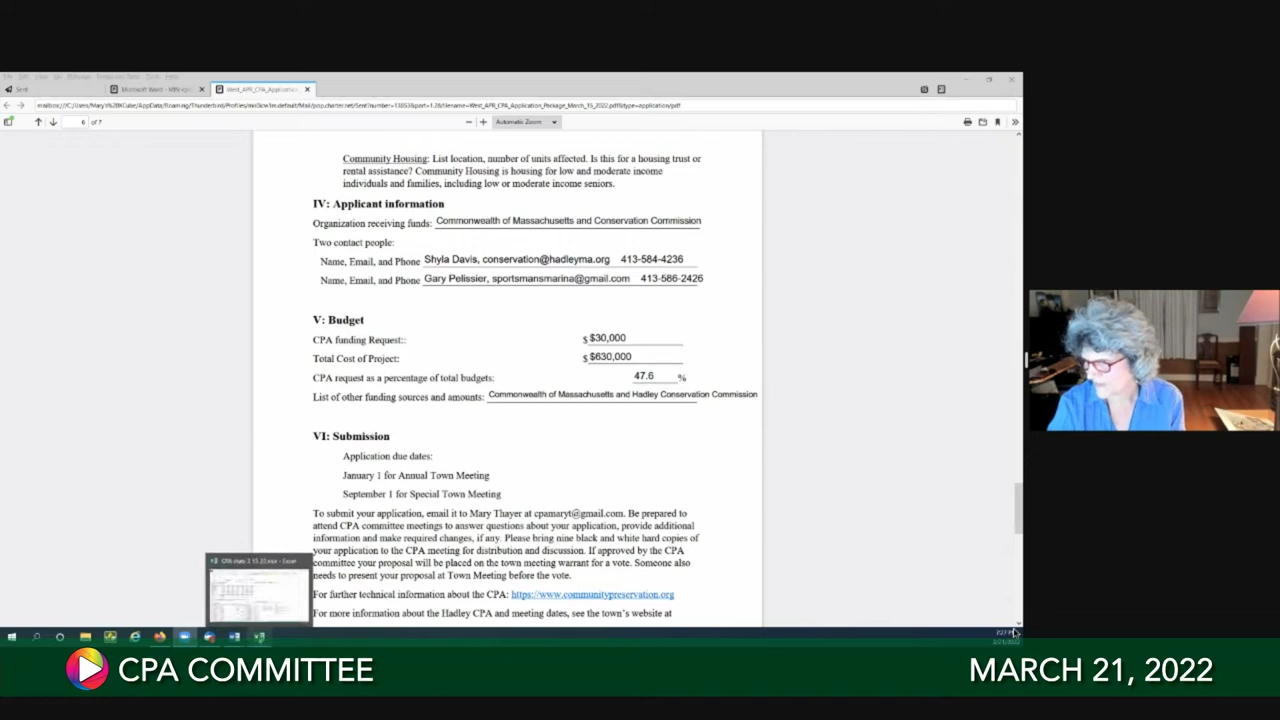 Sent
Microsoft Word - MIN
West_APR_CPA_Application
6 of 7
Automatic Zoom
Community Housing: List location, number of units affected. Is this for a housing trust or
rental assistance? Community Housing is housing for low and moderate income
individuals and families, including low or moderate income seniors.
IV: Applicant information
Organization receiving funds: Commonwealth of Massachusetts and Conservation Commission
Two contact people:
Name, Email, and Phone Shyla Davis, conservation@hadleyma.org 413-584-4236
Name, Email, and Phone Gary Pelissier, sportsmansmarina@gmail.com 413-586-2426
V: Budget
CPA funding Request:: $ $30,000
Total Cost of Project: $ $630,000
CPA request as a percentage of total budgets: 47.6 %
List of other funding sources and amounts: Commonwealth of Massachusetts and Hadley Conservation Commission
VI: Submission
Application due dates:
January 1 for Annual Town Meeting
September 1 for Special Town Meeting
To submit your application, email it to Mary Thayer at cpamaryt@gmail.com. Be prepared to
attend CPA committee meetings to answer questions about your application, provide additional
information and make required changes, if any. Please bring nine black and white hard copies of
your application to the CPA meeting for distribution and discussion. If approved by the CPA
committee your proposal will be placed on the town meeting warrant for a vote. Someone also
needs to present your proposal at Town Meeting before the vote.
For further technical information about the CPA: https://www.communitypreservation.org
For more information about the Hadley CPA and meeting dates, see the town's website at
CPA COMMITTEE
MARCH 21, 2022